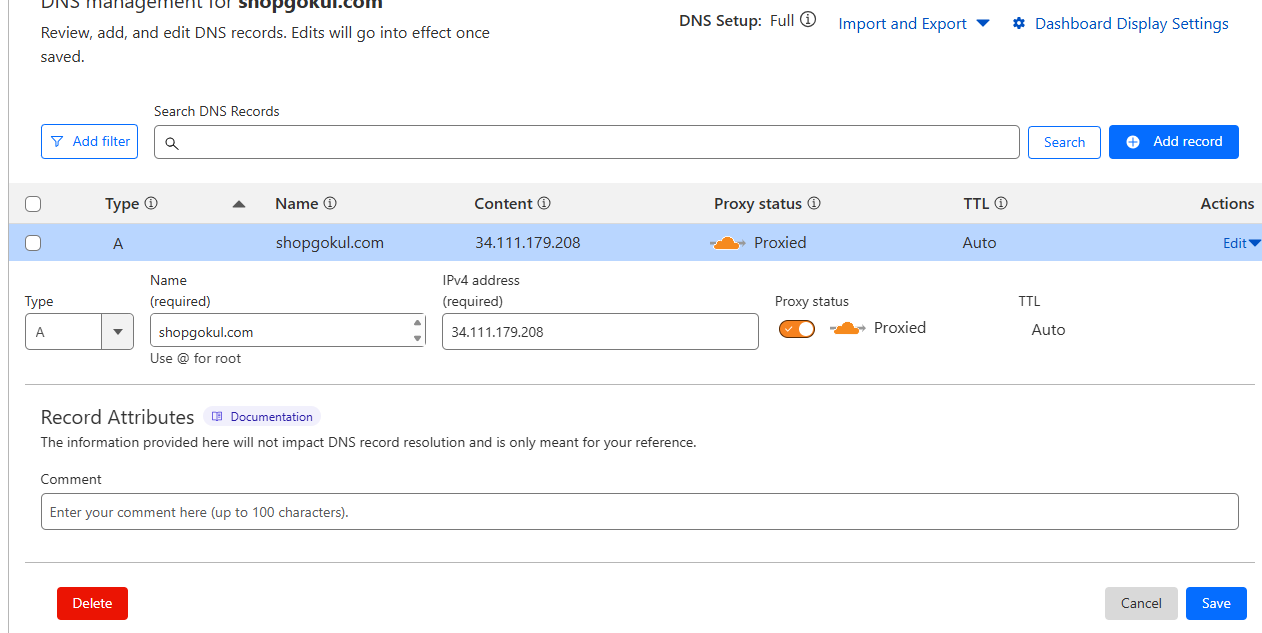 DNS management for shopgokul.com
Review, add, and edit DNS records. Edits will go into effect once
saved.
DNS Setup: Full
Import and Export
Dashboard Display Settings
Search DNS Records
Add filter
Search
Add record
Type Name Content Proxy status TTL Actions
A shopgokul.com 34.111.179.208 Proxied Auto Edit
Type
A
Name
(required)
shopgokul.com
Use @ for root
IPv4 address
(required)
34.111.179.208
Proxy status
Proxied
TTL
Auto
Record Attributes Documentation
The information provided here will not impact DNS record resolution and is only meant for your reference.
Comment
Enter your comment here (up to 100 characters).
Delete
Cancel
Save